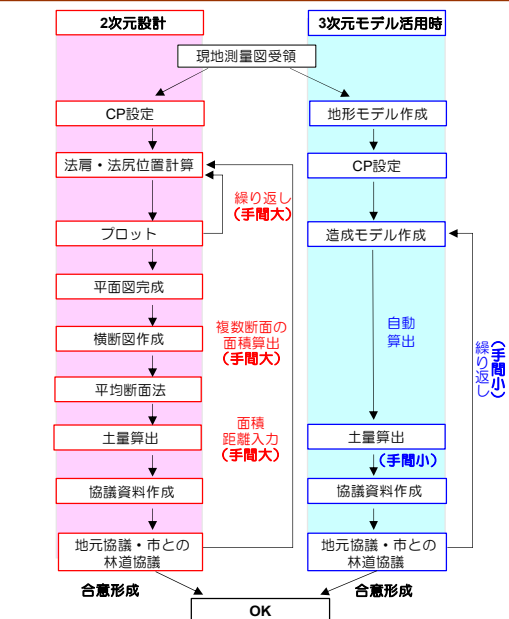 2次元設計
3次元モデル活用時
現地測量図受領
CP設定
地形モデル作成
法肩・法尻位置計算
CP設定
繰り返し
（手間大）
プロット
造成モデル作成
平面図完成
複数断面の
面積算出
（手間大）
自動
算出
横断図作成
繰り返し
（手間小）
平均断面法
面積
距離入力
（手間大）
土量算出
土量算出
（手間小）
協議資料作成
協議資料作成
地元協議・市との
林道協議
地元協議・市との
林道協議
合意形成
合意形成
OK